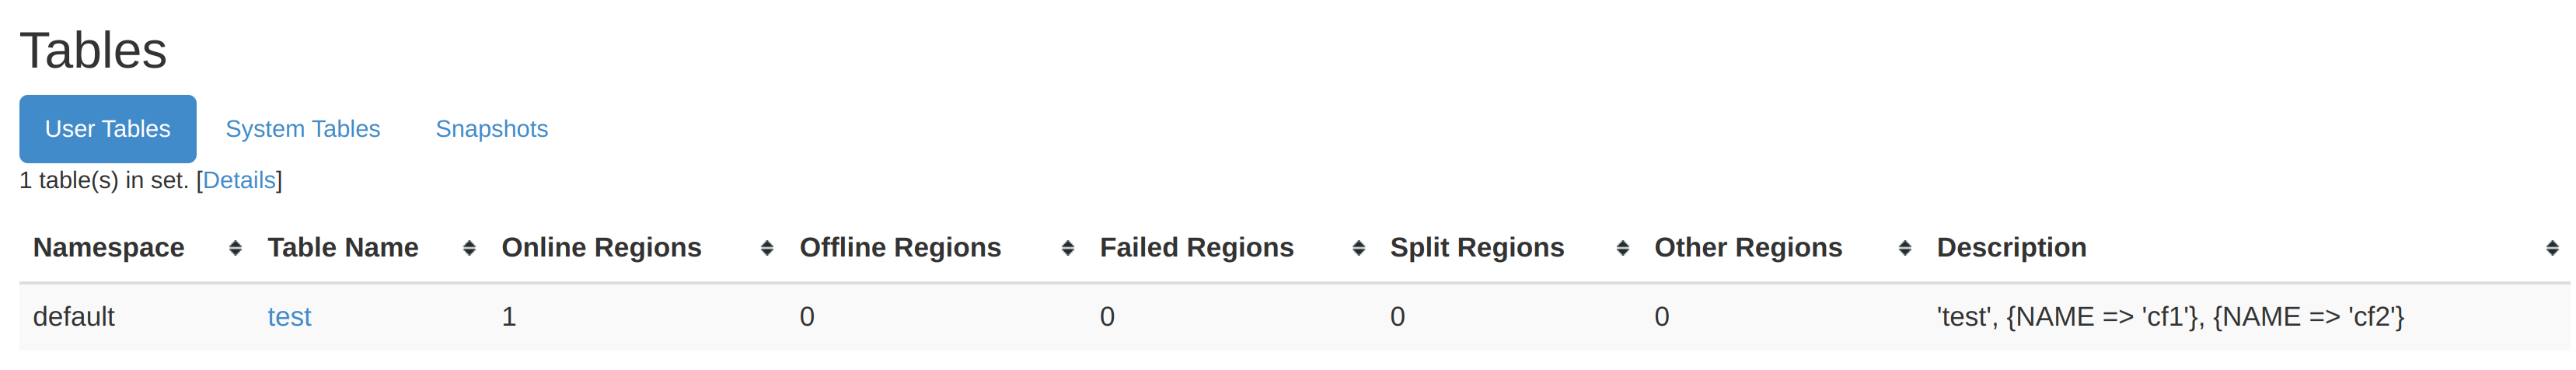 Tables
User Tables System Tables Snapshots
1 table(s) in set. [Details]
Namespace Table Name Online Regions Offline Regions Failed Regions Split Regions Other Regions Description
default test 1 0 0 0 0 'test', {NAME => 'cf1'}, {NAME => 'cf2'}